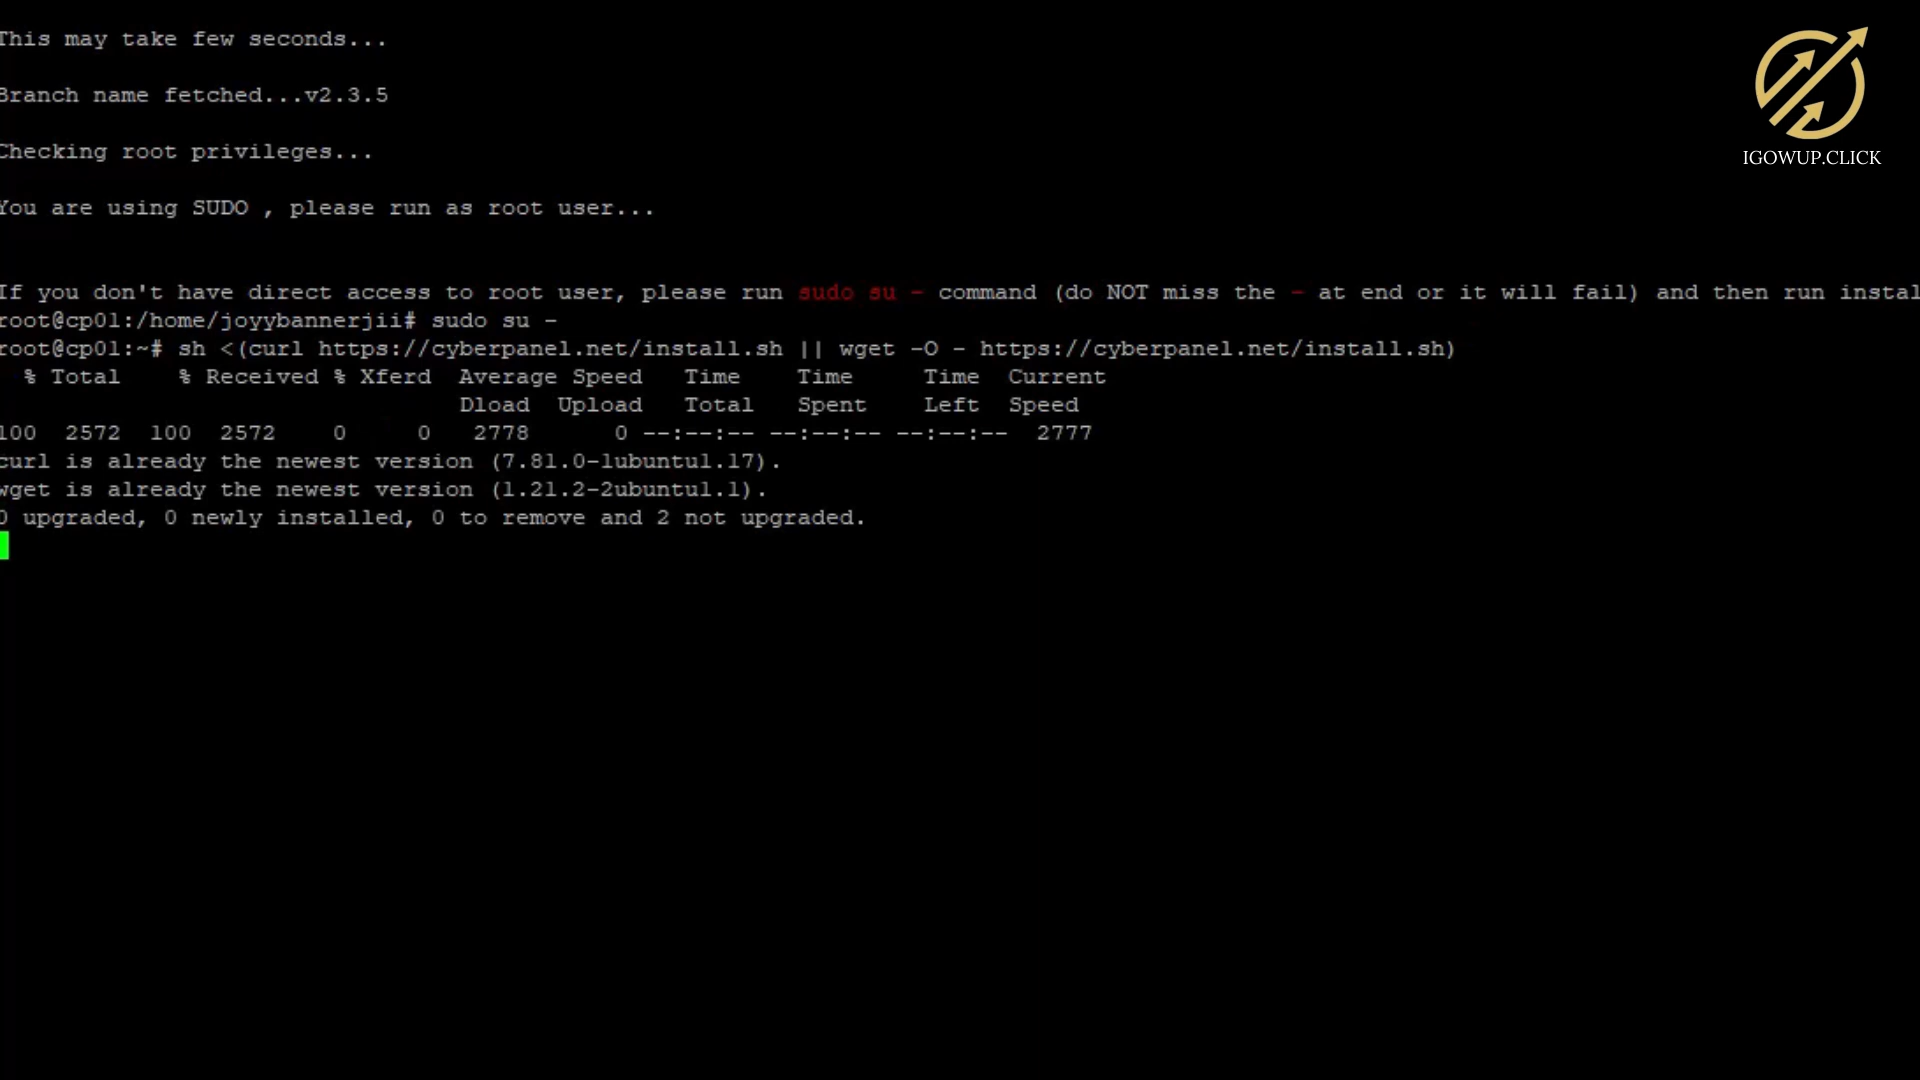 This may take few seconds...
Branch name fetched...v2.3.5
Checking root privileges...
You are using SUDO , please run as root user...
If you don't have direct access to root user, please run sudo su - command (do NOT miss the - at end or it will fail) and then run instal
root@cp01:/home/joyybannerjii# sudo su -
root@cp01:~# sh <(curl https://cyberpanel.net/install.sh || wget -O - https://cyberpanel.net/install.sh)
% Total % Received % Xferd Average Speed Time Time Time Current
Dload Upload Total Spent Left Speed
100 2572 100 2572 0 0 2778 0 --:--:-- --:--:-- --:--:-- 2777
curl is already the newest version (7.81.0-1ubuntu1.17).
wget is already the newest version (1.21.2-2ubuntu1.1).
0 upgraded, 0 newly installed, 0 to remove and 2 not upgraded.
IGOWUP.CLICK